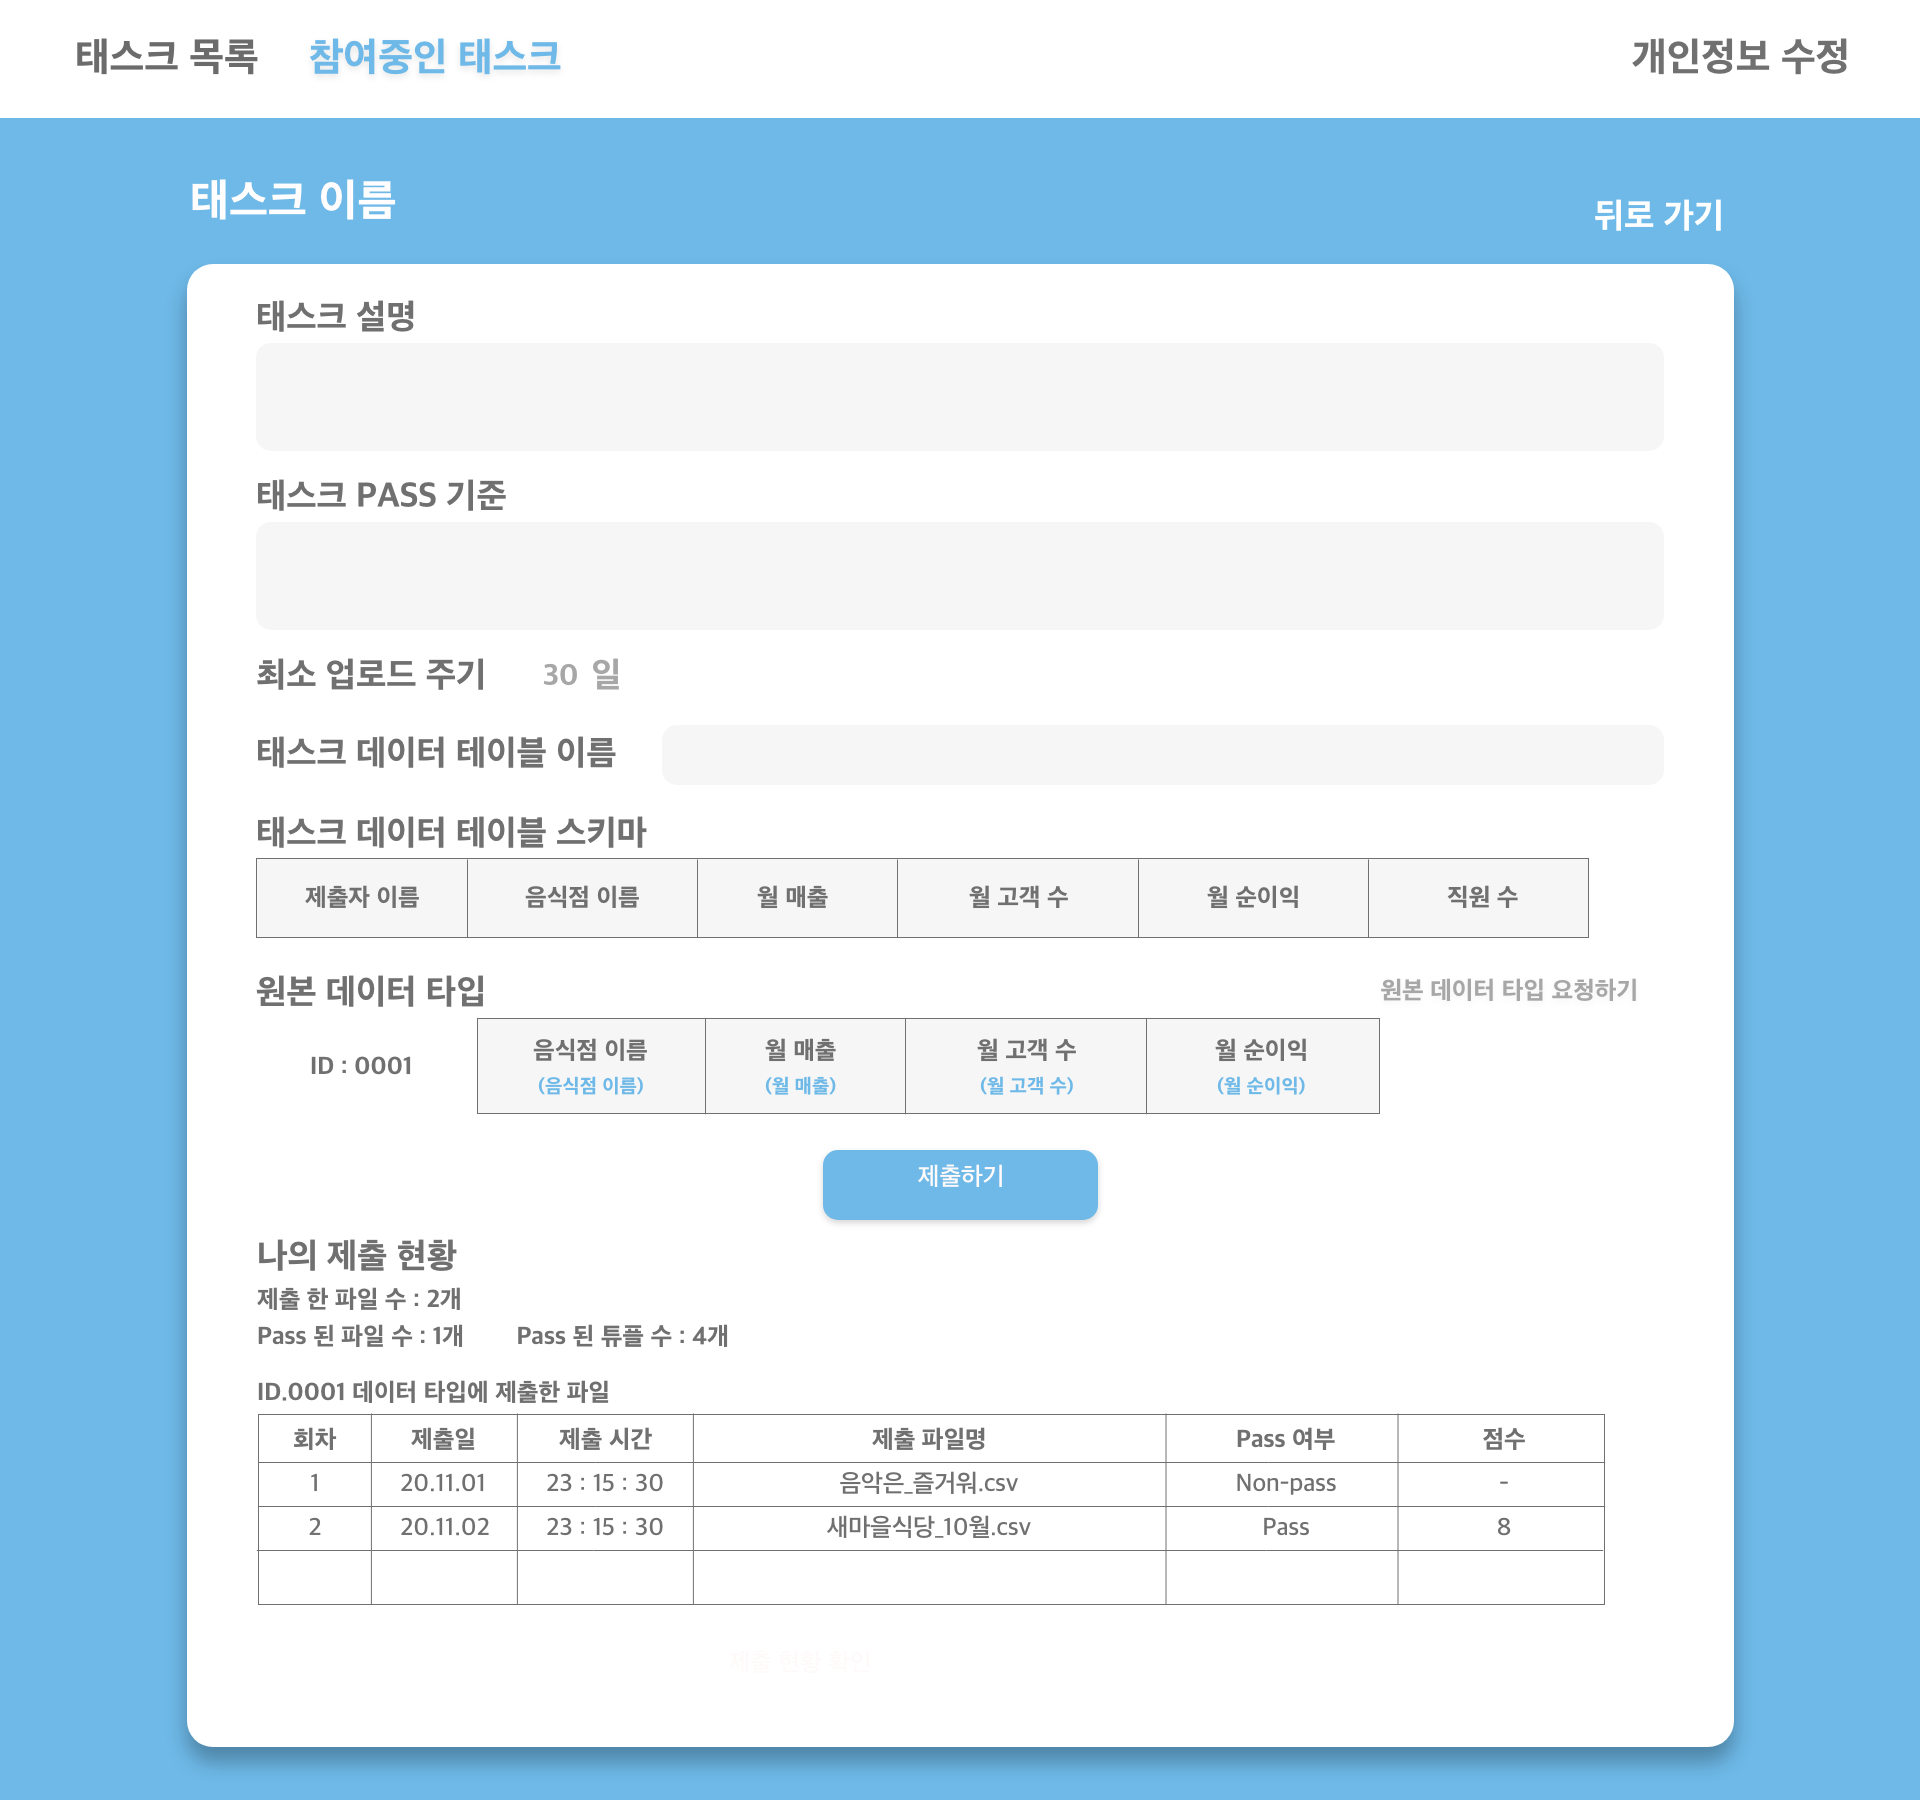 태스크 목록 참여중인 태스크 개인정보 수정
태스크 이름
뒤로 가기
태스크 설명
태스크 PASS 기준
최소 업로드 주기 30 일
태스크 데이터 테이블 이름
태스크 데이터 테이블 스키마
제출자 이름 음식점 이름 월 매출 월 고객 수 월 순이익 직원 수
원본 데이터 타입 원본 데이터 타입 요청하기
ID : 0001
음식점 이름 월 매출 월 고객 수 월 순이익
(음식점 이름) (월 매출) (월 고객 수) (월 순이익)
제출하기
나의 제출 현황
제출 한 파일 수 : 2개
Pass 된 파일 수 : 1개 Pass 된 튜플 수 : 4개
ID.0001 데이터 타입에 제출한 파일
회차 제출일 제출 시간 제출 파일명 Pass 여부 점수
1 20.11.01 23 : 15 : 30 음악은_즐거워.csv Non-pass -
2 20.11.02 23 : 15 : 30 새마을식당_10월.csv Pass 8
제출 현황 확인